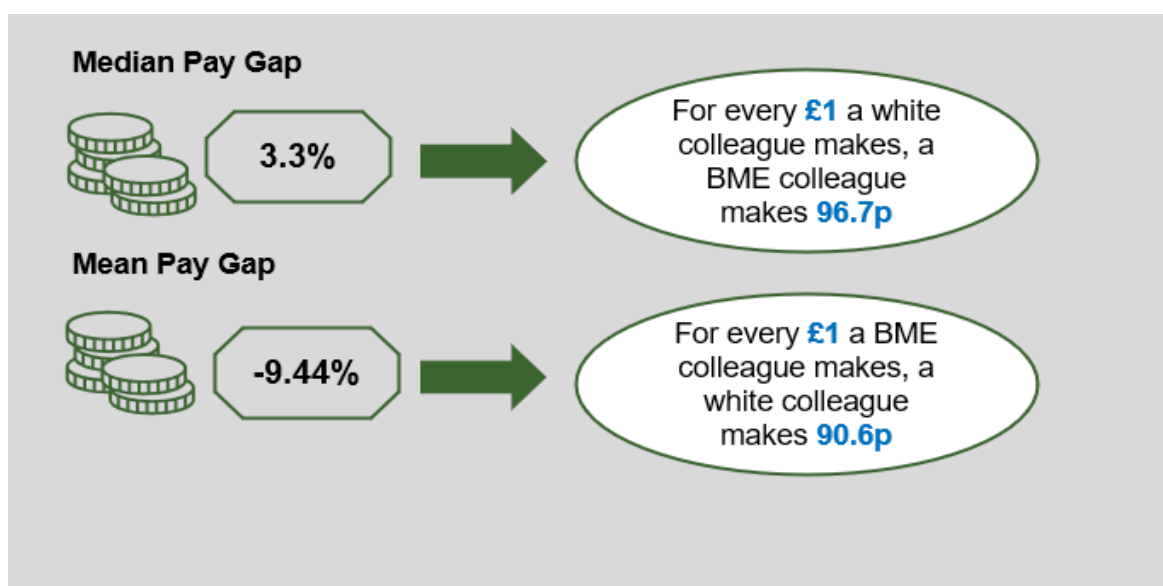 Median Pay Gap
3.3%
For every £1 a white
colleague makes, a
BME colleague
makes 96.7p
Mean Pay Gap
-9.44%
For every £1 a BME
colleague makes, a
white colleague
makes 90.6p